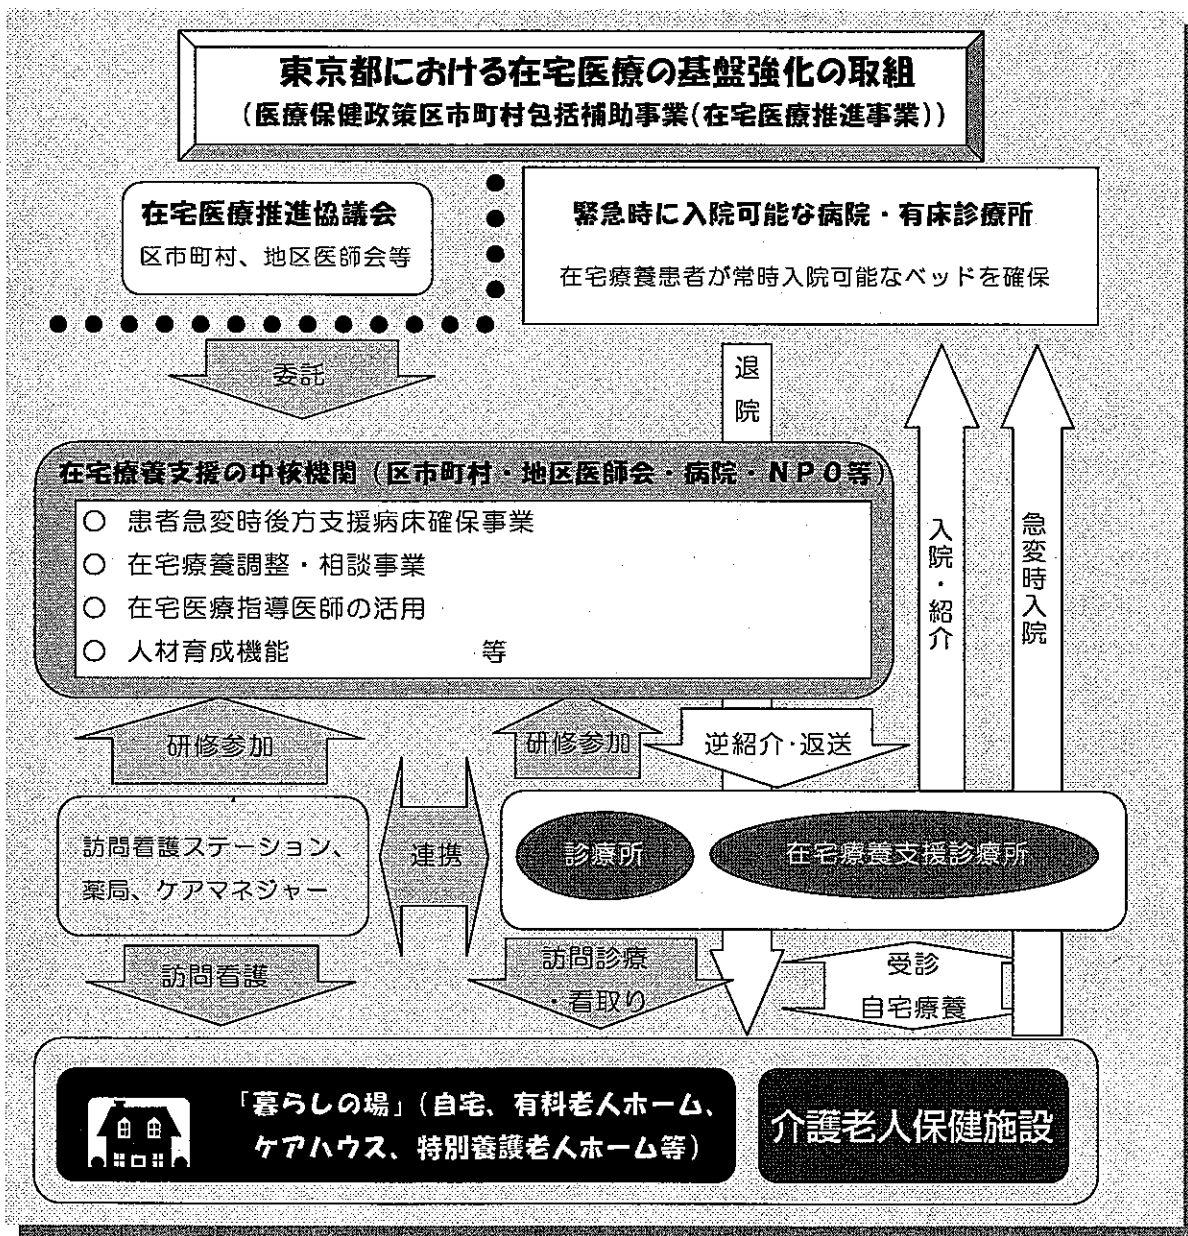 東京都における在宅医療の基盤強化の取組
(医療保健政策区市町村包括補助事業(在宅医療推進事業))
在宅医療推進協議会
区市町村、地区医師会等
緊急時に入院可能な病院・有床診療所
在宅療養患者が常時入院可能なベッドを確保
委託
退院
在宅療養支援の中核機関(区市町村・地区医師会・病院・NPO等)
○ 患者急変時後方支援病床確保事業
○ 在宅療養調整・相談事業
○ 在宅医療指導医師の活用
○ 人材育成機能 等
入院・紹介
急変時入院
研修参加
研修参加
逆紹介・返送
訪問看護ステーション、
薬局、ケアマネジャー
連携
診療所
在宅療養支援診療所
訪問看護
訪問診療
・看取り
受診
自宅療養
「暮らしの場」(自宅、有料老人ホーム、
ケアハウス、特別養護老人ホーム等)
介護老人保健施設